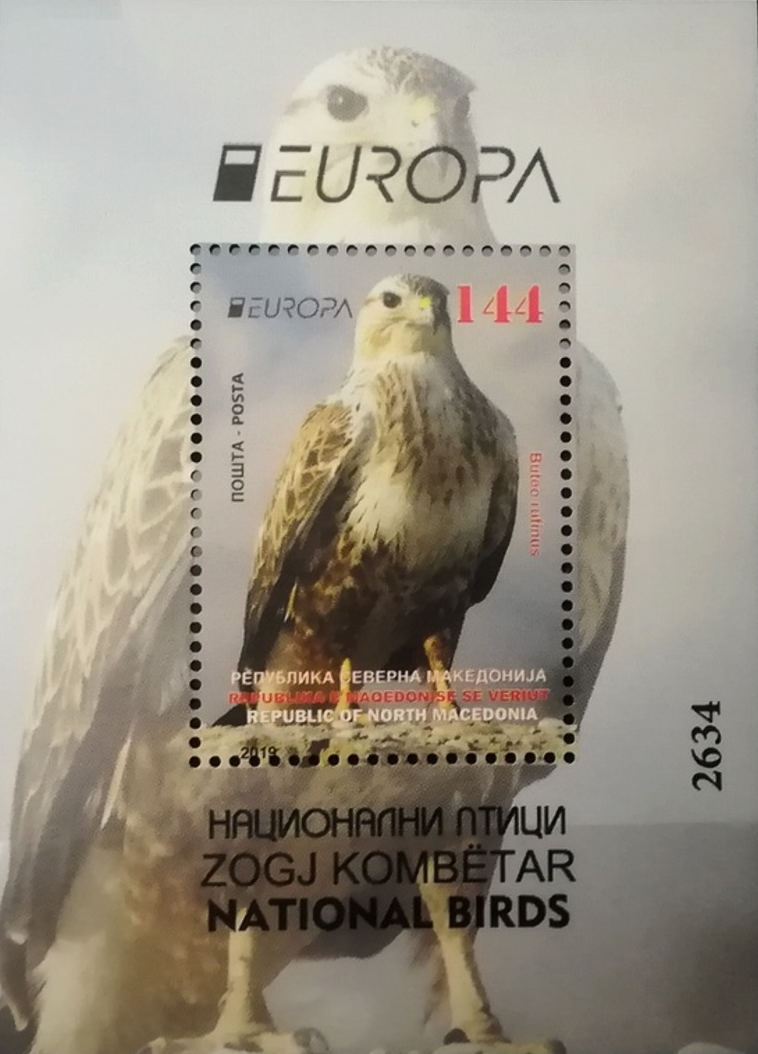 EUROPA
EUROPA
144
ПОШТА - POSTA
Buteo rufinus
РЕПУБЛИКА СЕВЕРНА МАКЕДОНИЈА
REPUBLIKA E MAQEDONISË SË VERIUT
REPUBLIC OF NORTH MACEDONIA
2019
2634
НАЦИОНАЛНИ ПТИЦИ
ZOGJ KOMBËTAR
NATIONAL BIRDS